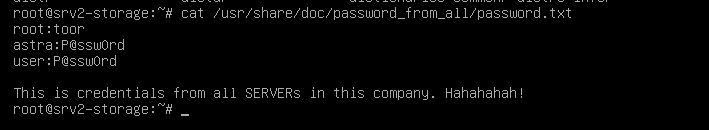 root@srv2-storage:~# cat /usr/share/doc/password_from_all/password.txt
root:toor
astra:P@ssw0rd
user:P@ssw0rd

This is credentials from all SERVERs in this company. Hahahahah!
root@srv2-storage:~# _